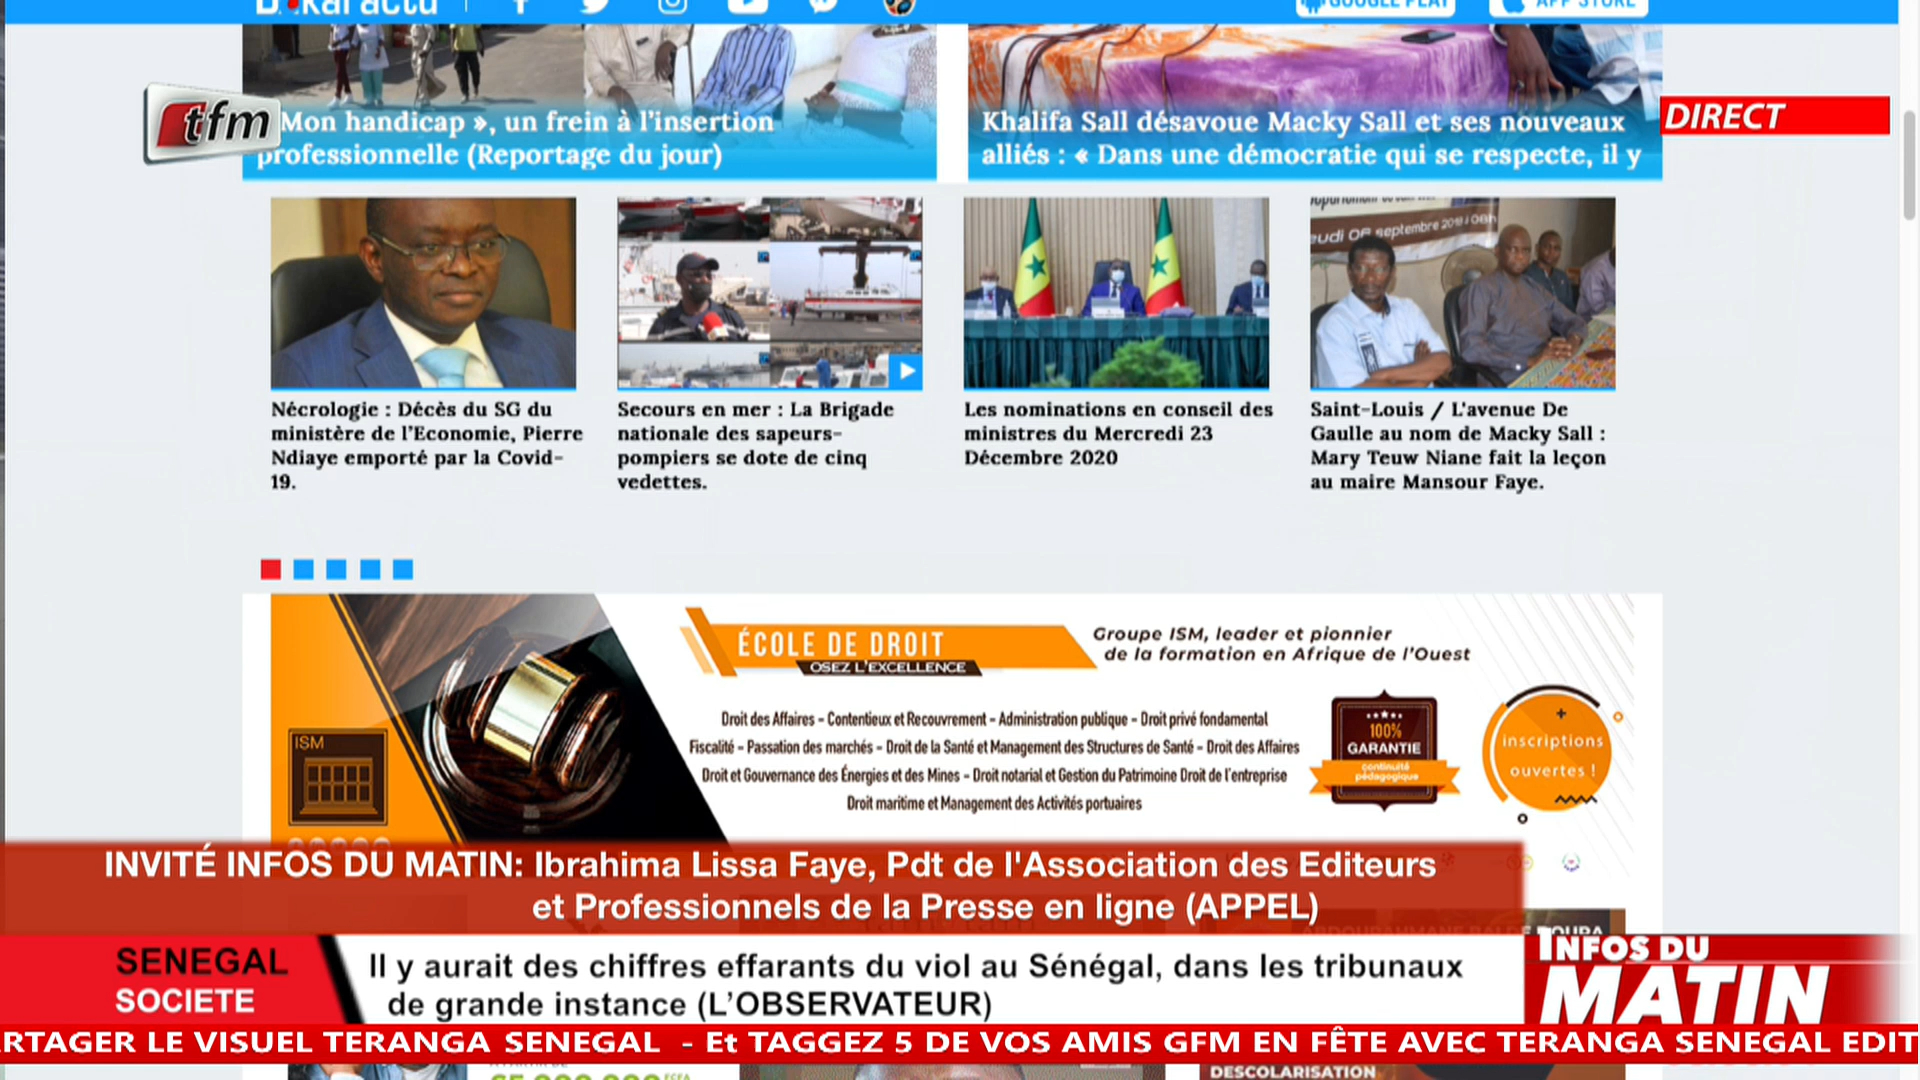 GOOGLE PLAY
APP STORE
tfm
Mon handicap », un frein à l'insertion
professionnelle (Reportage du jour)
Khalifa Sall désavoue Macky Sall et ses nouveaux
alliés : « Dans une démocratie qui se respecte, il y
DIRECT
Nécrologie : Décès du SG du
ministère de l'Economie, Pierre
Ndiaye emporté par la Covid-
19.
Secours en mer : La Brigade
nationale des sapeurs-
pompiers se dote de cinq
vedettes.
Les nominations en conseil des
ministres du Mercredi 23
Décembre 2020
Saint-Louis / L'avenue De
Gaulle au nom de Macky Sall :
Mary Teuw Niane fait la leçon
au maire Mansour Faye.
ÉCOLE DE DROIT
OSEZ L'EXCELLENCE
Groupe ISM, leader et pionnier
de la formation en Afrique de l'Ouest
Droit des Affaires - Contentieux et Recouvrement - Administration publique - Droit privé fondamental
Fiscalité - Passation des marchés - Droit de la Santé et Management des Structures de Santé - Droit des Affaires
Droit et Gouvernance des Énergies et des Mines - Droit notarial et Gestion du Patrimoine Droit de l'entreprise
Droit maritime et Management des Activités portuaires
ISM
100%
GARANTIE
continuité
pédagogique
inscriptions
ouvertes !
INVITÉ INFOS DU MATIN: Ibrahima Lissa Faye, Pdt de l'Association des Editeurs
et Professionnels de la Presse en ligne (APPEL)
SENEGAL
SOCIETE
Il y aurait des chiffres effarants du viol au Sénégal, dans les tribunaux
de grande instance (L'OBSERVATEUR)
INFOS DU
MATIN
RTAGER LE VISUEL TERANGA SENEGAL - Et TAGGEZ 5 DE VOS AMIS GFM EN FÊTE AVEC TERANGA SENEGAL EDIT
DESCOLARISATION